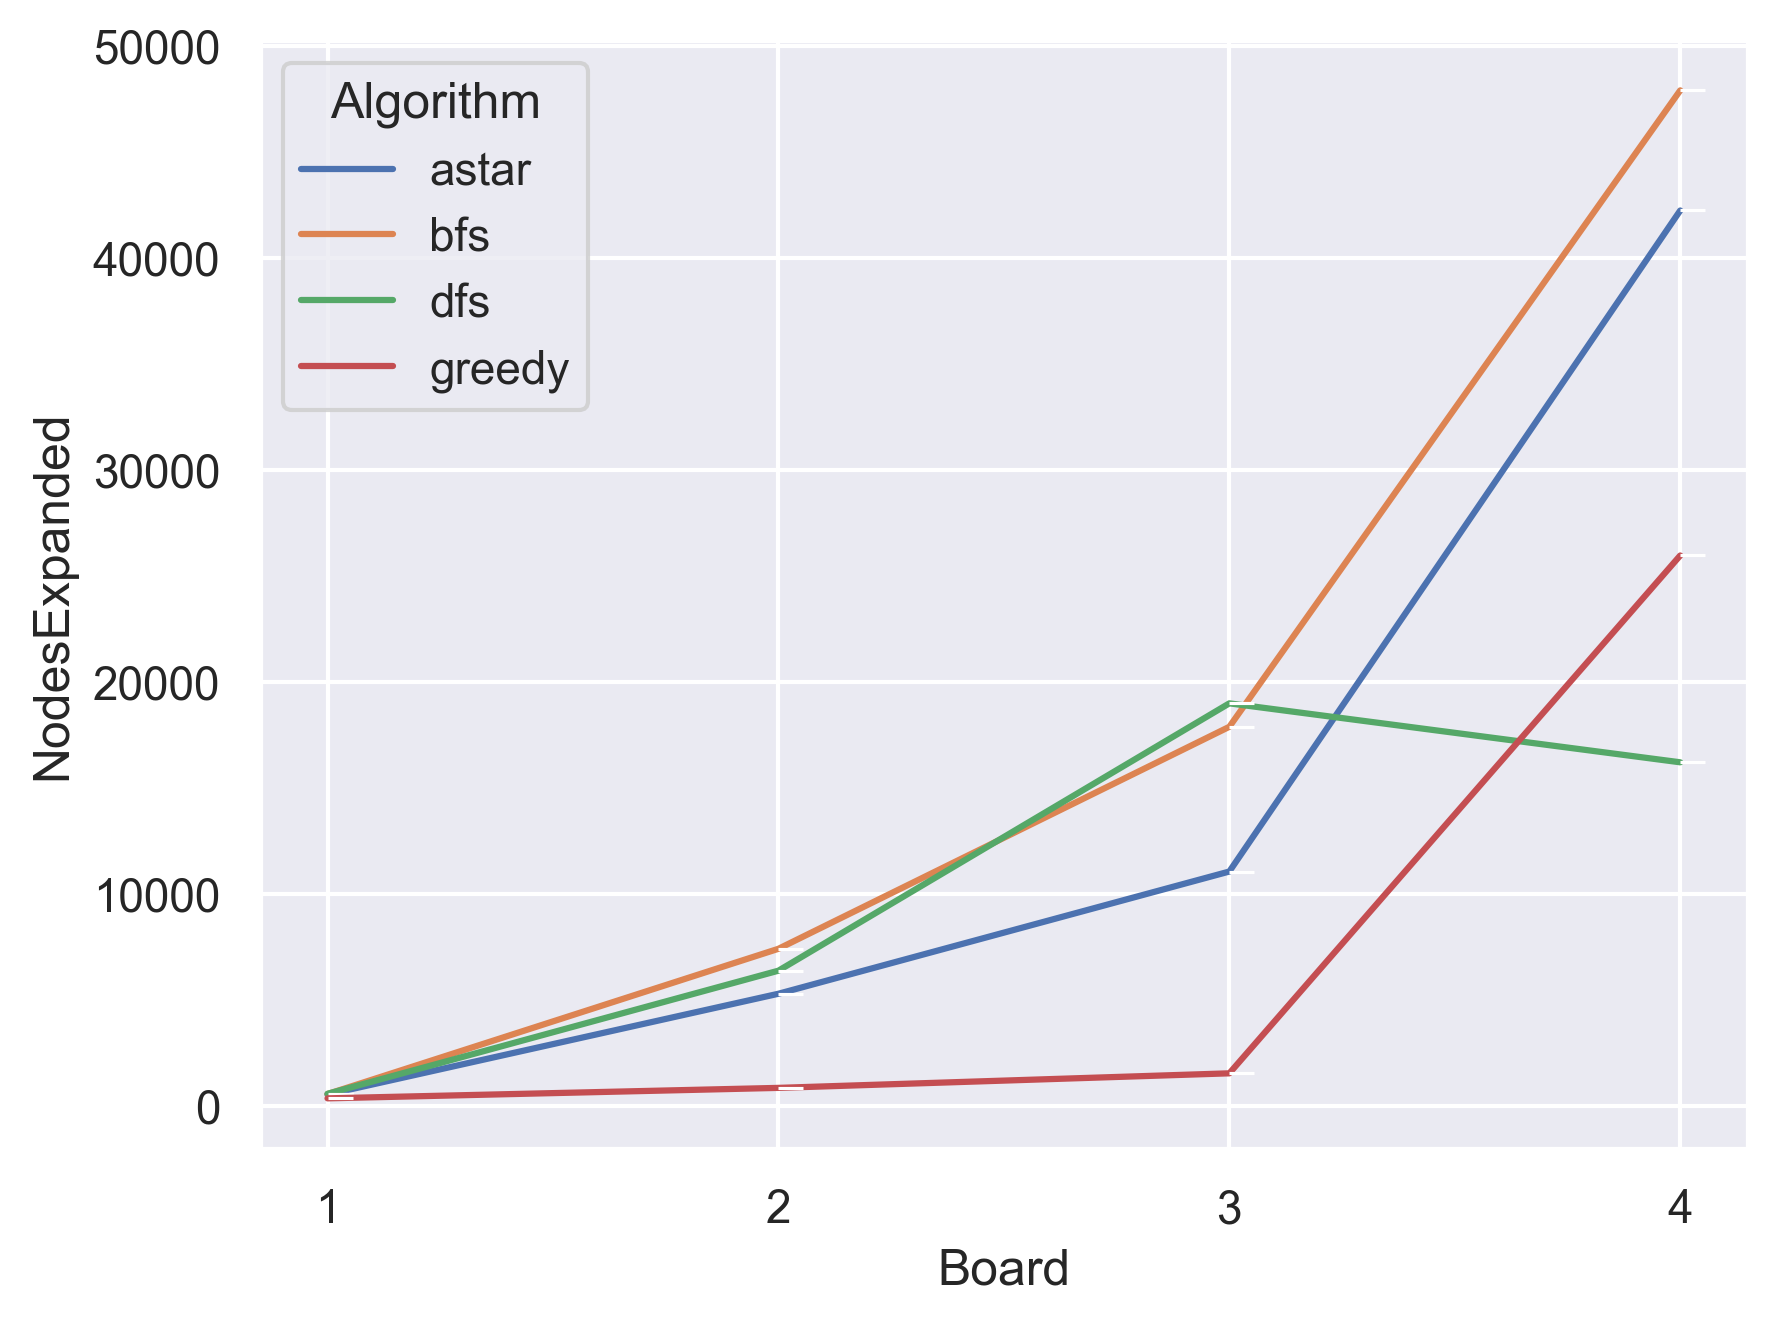 50000
40000
30000
20000
10000
0
NodesExpanded
Algorithm
astar
bfs
dfs
greedy
1 2 3 4
Board